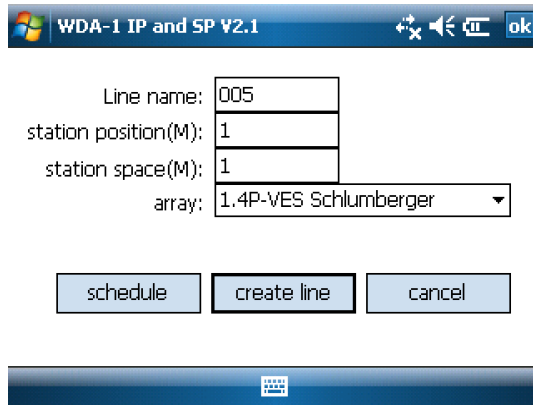 WDA-1 IP and SP V2.1 ok
Line name: 005
station position(M): 1
station space(M): 1
array: 1.4P-VES Schlumberger
schedule create line cancel